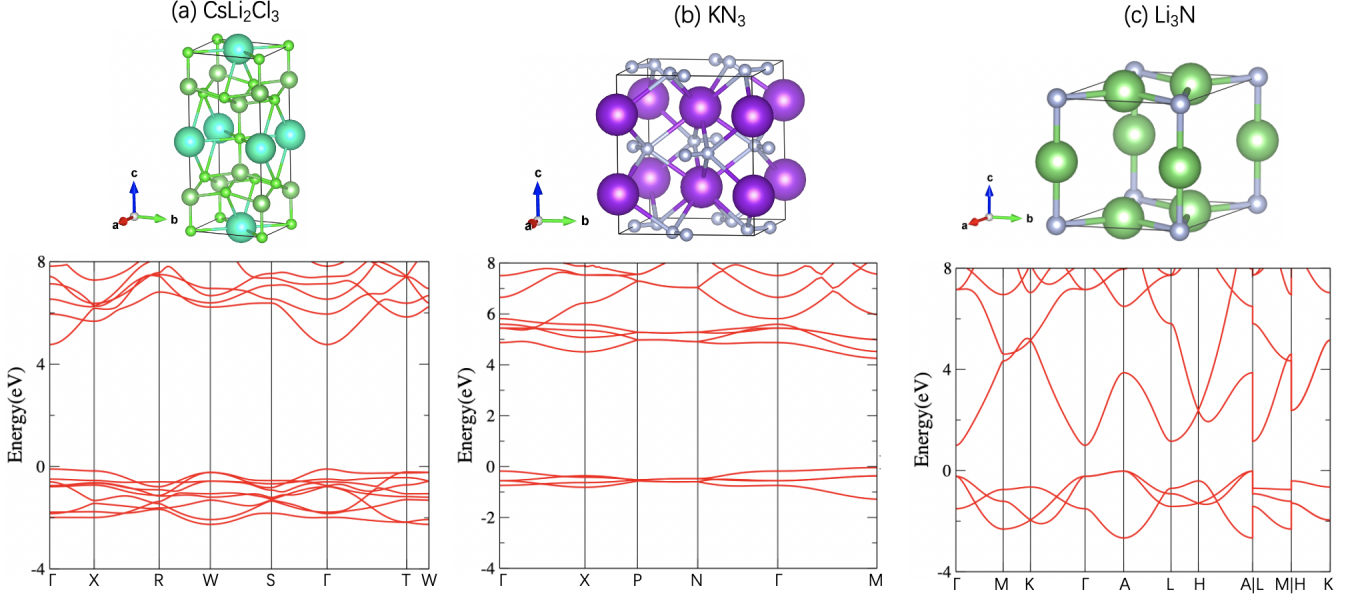 (a) CsLi₂Cl₃
(b) KN₃
(c) Li₃N
c
a
b
c
a
b
c
a
b
8
4
0
-4
Energy(eV)
Γ X R W S Γ T W
8
6
4
2
0
-2
-4
Energy(eV)
Γ X P N Γ M
8
4
0
-4
Energy(eV)
Γ M K Γ A L H A|L M|H K